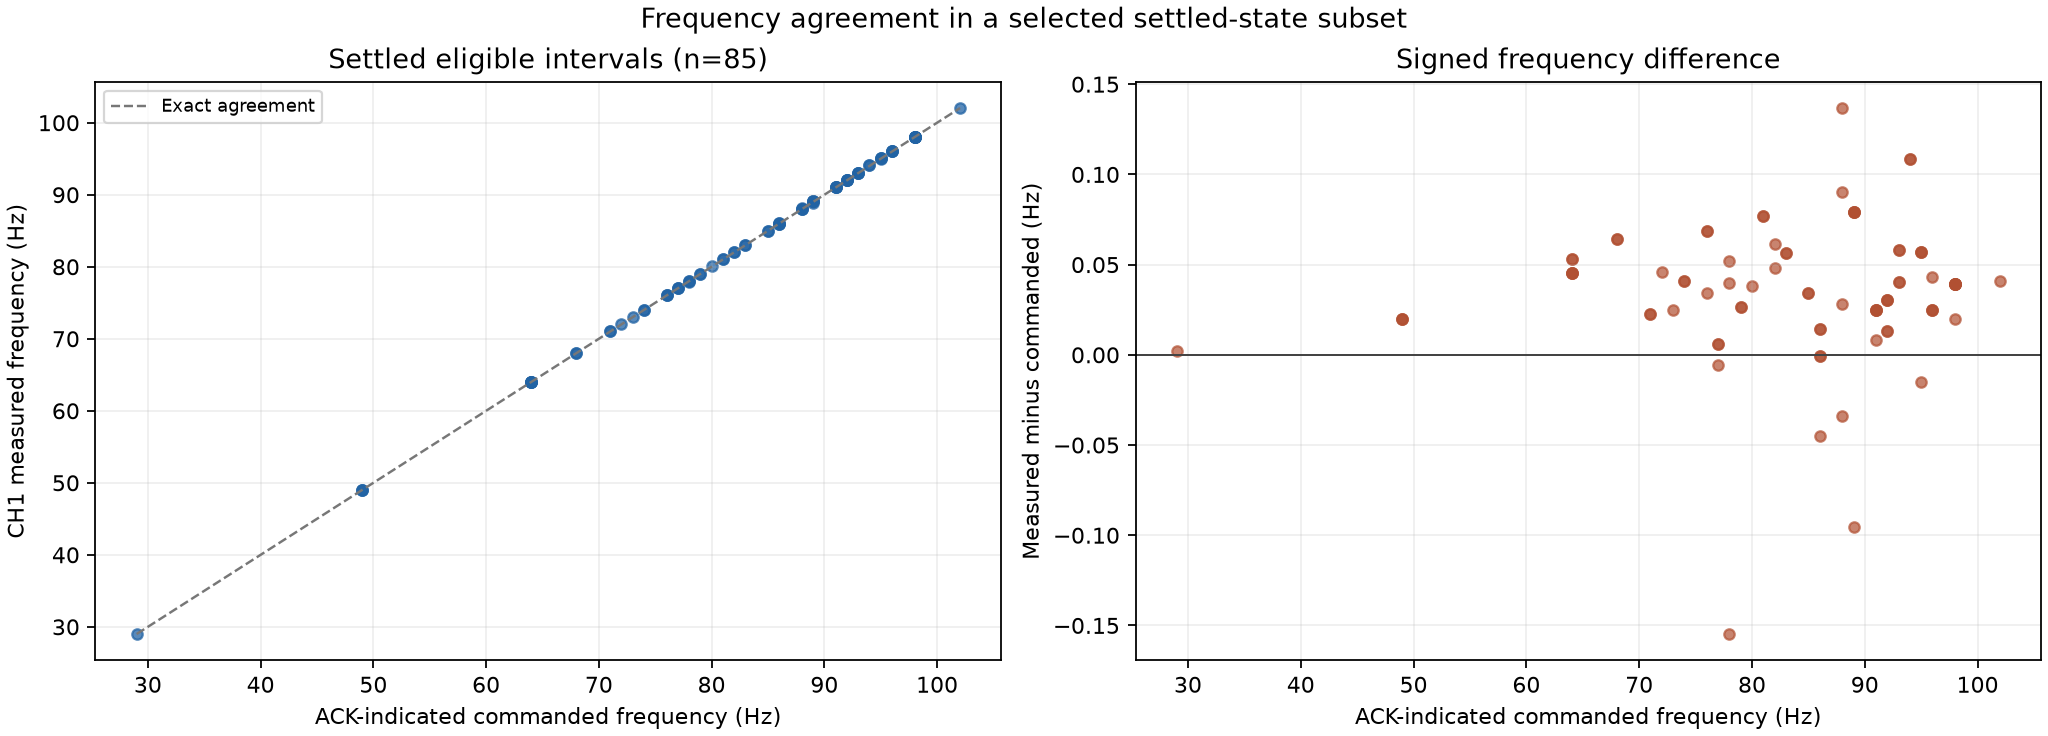 Frequency agreement in a selected settled-state subset
Settled eligible intervals (n=85)
Exact agreement
CH1 measured frequency (Hz)
100
90
80
70
60
50
40
30
30 40 50 60 70 80 90 100
ACK-indicated commanded frequency (Hz)
Signed frequency difference
Measured minus commanded (Hz)
0.15
0.10
0.05
0.00
−0.05
−0.10
−0.15
30 40 50 60 70 80 90 100
ACK-indicated commanded frequency (Hz)